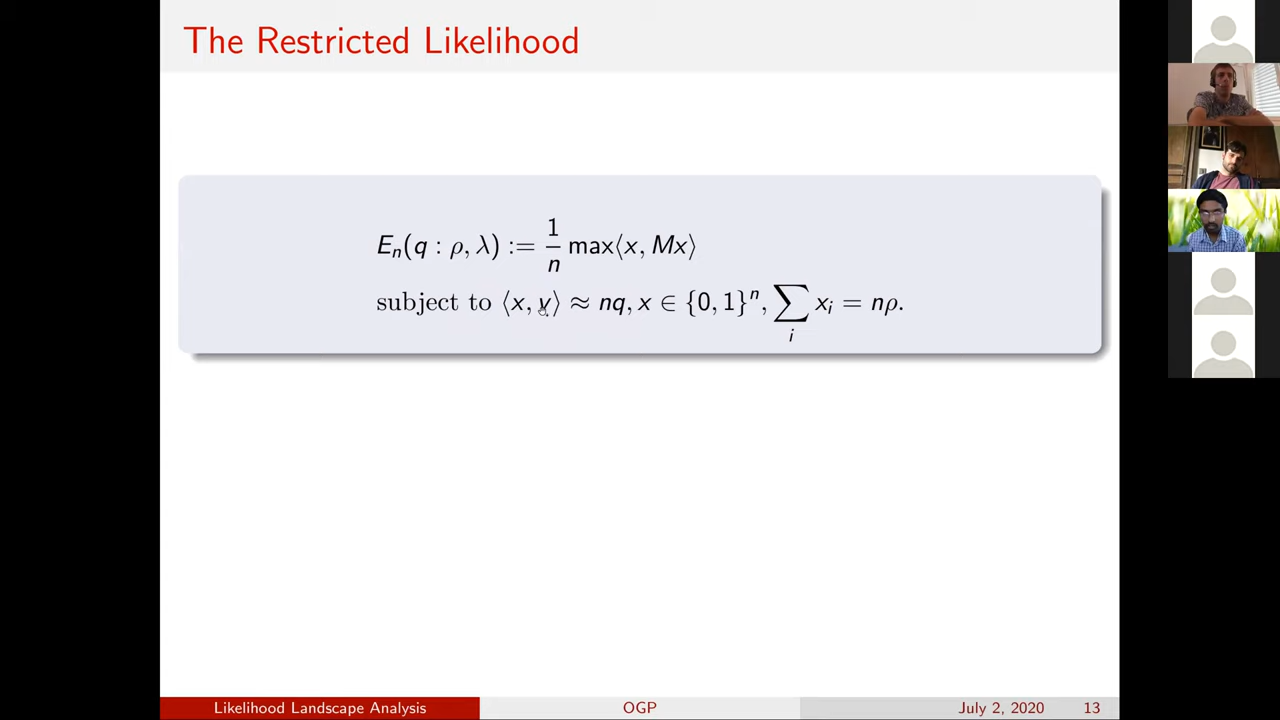 The Restricted Likelihood
Eₙ(q : ρ, λ) := 1/n max⟨x, Mx⟩
subject to ⟨x, v⟩ ≈ nq, x ∈ {0, 1}ⁿ, ∑ᵢ xᵢ = nρ.
Likelihood Landscape Analysis OGP July 2, 2020 13